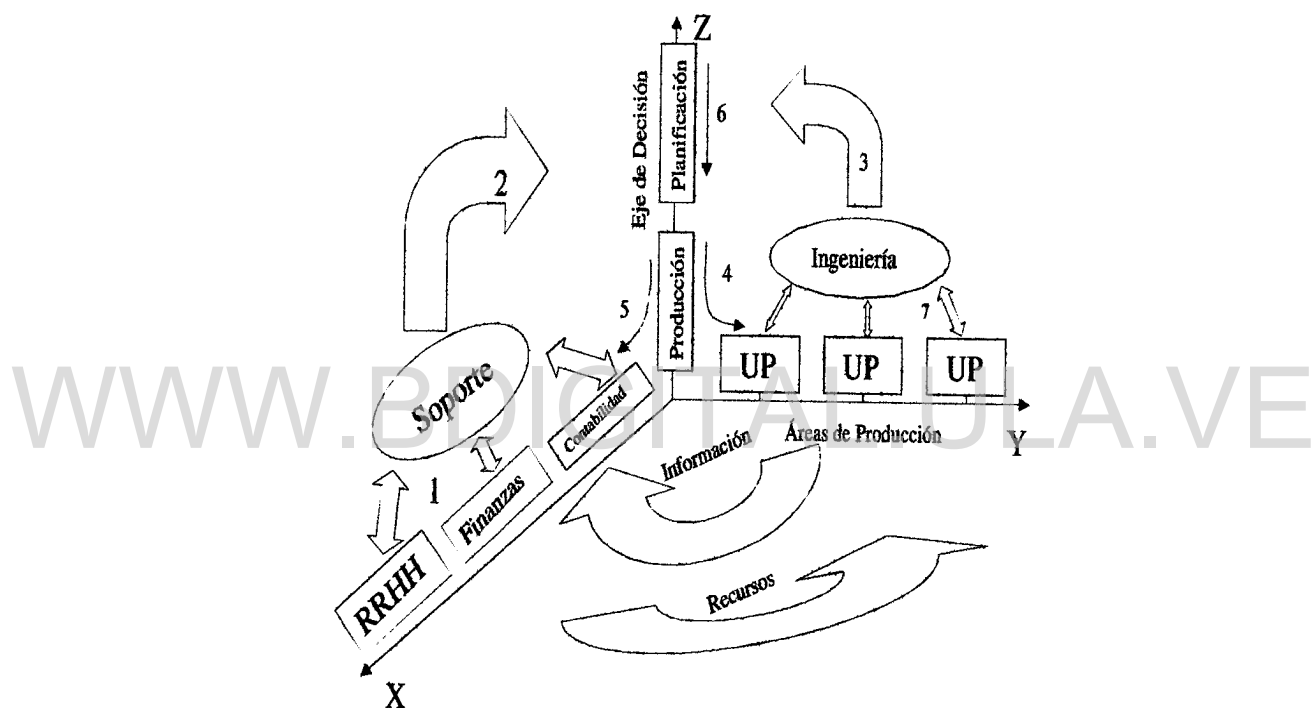 Z
Eje de Decisión
Planificación
6
2
3
Producción
5
4
Ingeniería
7
UP
UP
UP
Soporte
Contabilidad
WWW.BDIGITAL.ULA.VE
Áreas de Producción
Y
Información
1
Finanzas
RRHH
Recursos
X